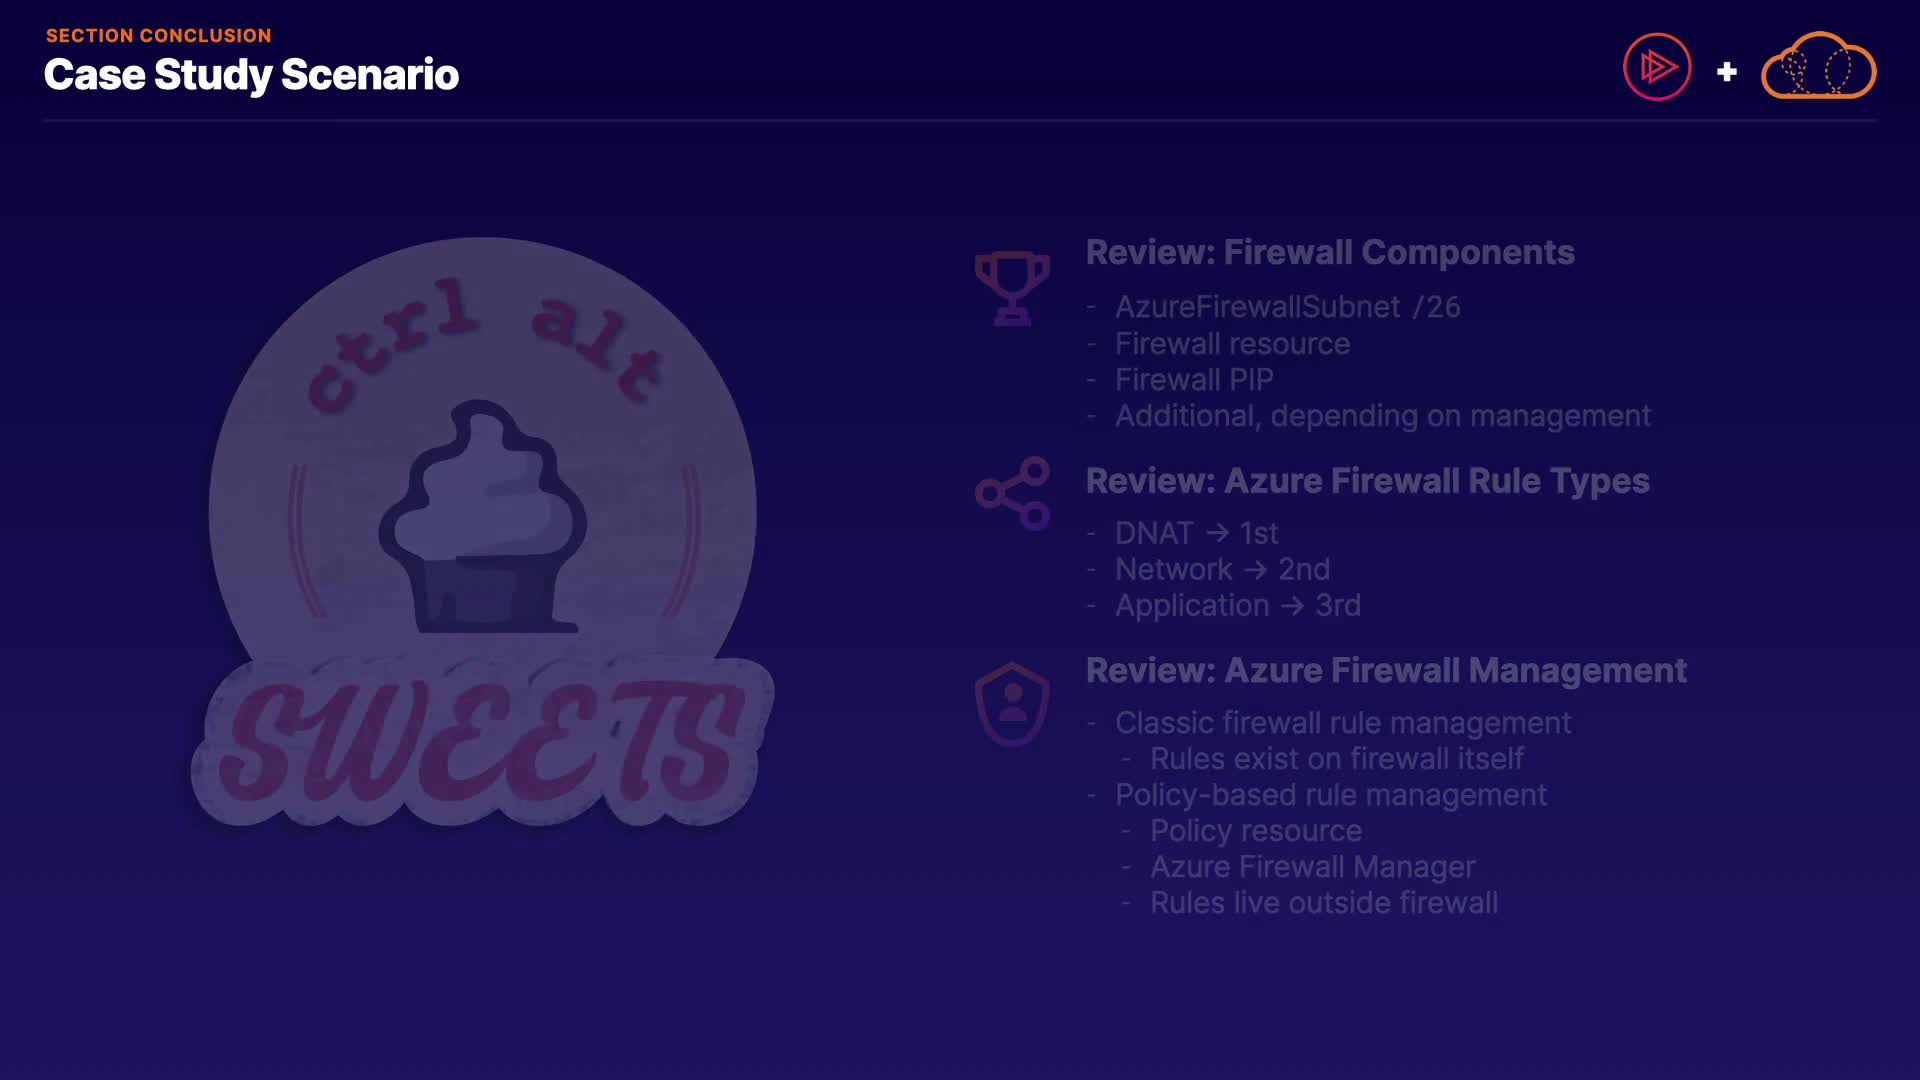 SECTION CONCLUSION
Case Study Scenario
+
ctrl alt
SWEETS
Review: Firewall Components
- AzureFirewallSubnet /26
- Firewall resource
- Firewall PIP
- Additional, depending on management
Review: Azure Firewall Rule Types
- DNAT → 1st
- Network → 2nd
- Application → 3rd
Review: Azure Firewall Management
- Classic firewall rule management
- Rules exist on firewall itself
- Policy-based rule management
- Policy resource
- Azure Firewall Manager
- Rules live outside firewall